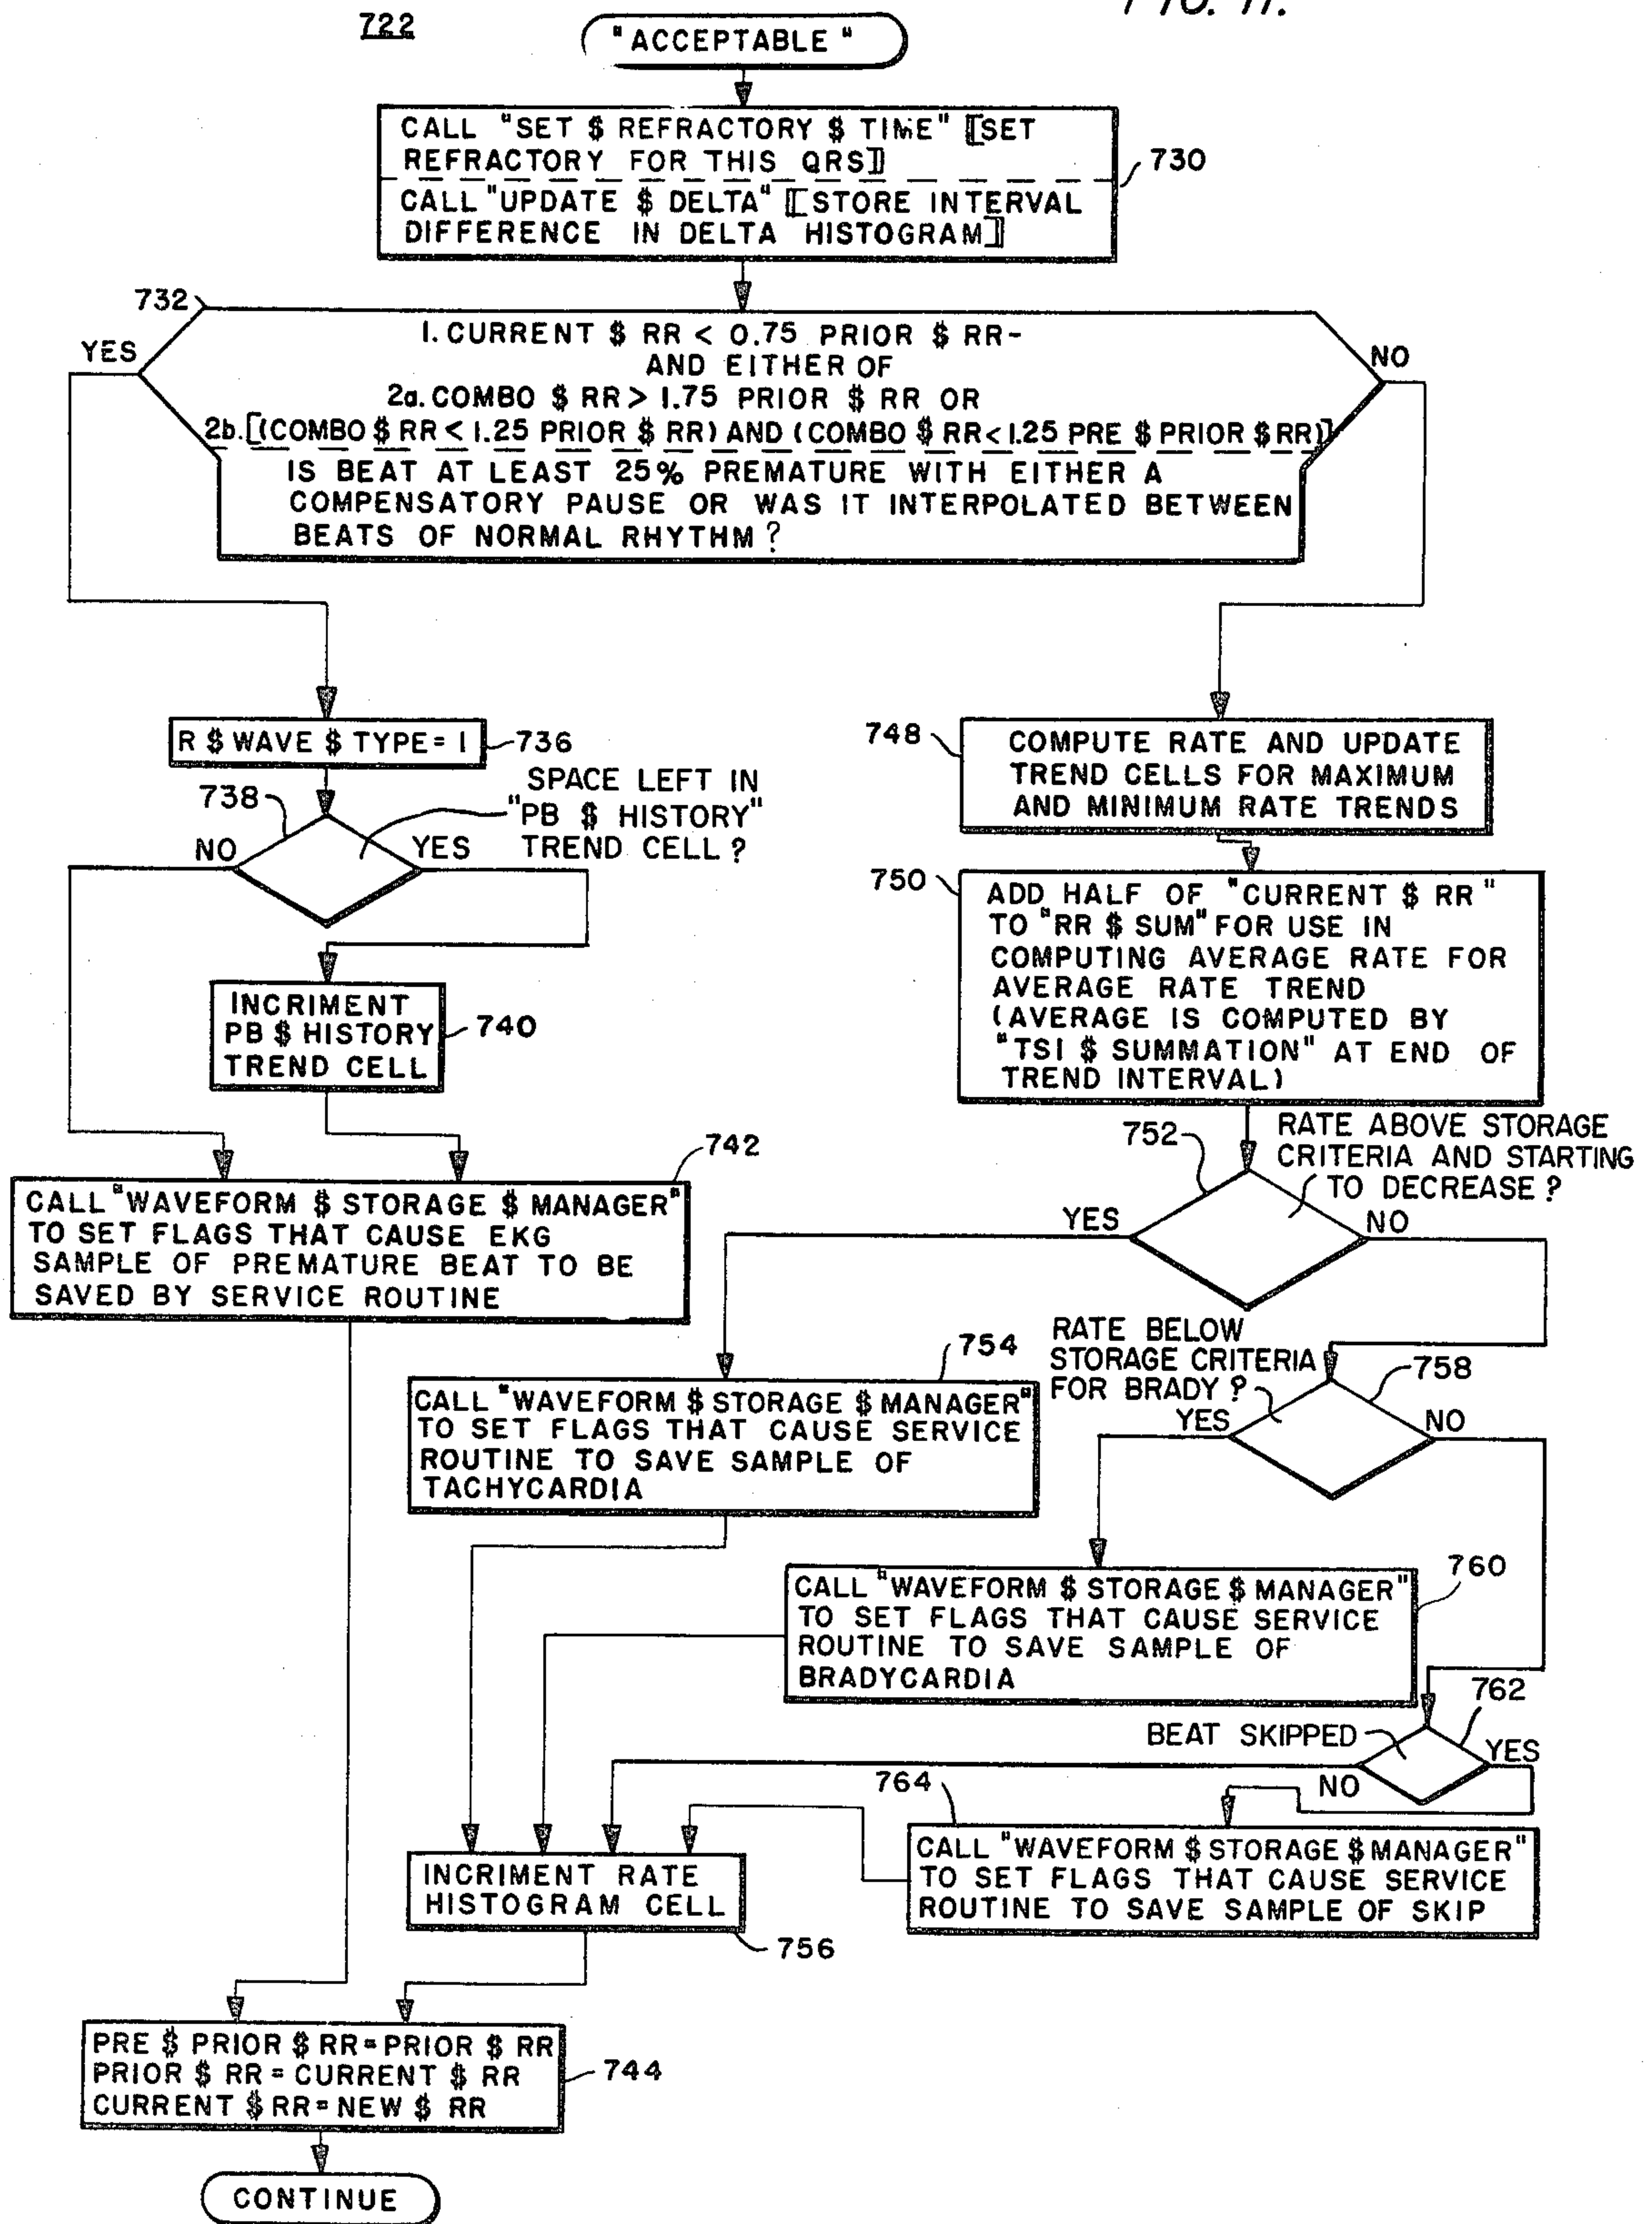 722
FIG. 11.
"ACCEPTABLE"
CALL "SET $ REFRACTORY $ TIME" [[SET
REFRACTORY FOR THIS QRS]]
CALL "UPDATE $ DELTA" [[STORE INTERVAL
DIFFERENCE IN DELTA HISTOGRAM]]
730
732
YES
NO
1. CURRENT $ RR < 0.75 PRIOR $ RR-
AND EITHER OF
2a. COMBO $ RR > 1.75 PRIOR $ RR OR
2b. [(COMBO $ RR < 1.25 PRIOR $ RR) AND (COMBO $ RR < 1.25 PRE $ PRIOR $ RR)]
IS BEAT AT LEAST 25% PREMATURE WITH EITHER A
COMPENSATORY PAUSE OR WAS IT INTERPOLATED BETWEEN
BEATS OF NORMAL RHYTHM ?
R $ WAVE $ TYPE = 1
736
738
SPACE LEFT IN
"PB $ HISTORY"
TREND CELL ?
NO
YES
INCRIMENT
PB $ HISTORY
TREND CELL
740
742
CALL "WAVEFORM $ STORAGE $ MANAGER"
TO SET FLAGS THAT CAUSE EKG
SAMPLE OF PREMATURE BEAT TO BE
SAVED BY SERVICE ROUTINE
748
COMPUTE RATE AND UPDATE
TREND CELLS FOR MAXIMUM
AND MINIMUM RATE TRENDS
750
ADD HALF OF "CURRENT $ RR"
TO "RR $ SUM" FOR USE IN
COMPUTING AVERAGE RATE FOR
AVERAGE RATE TREND
(AVERAGE IS COMPUTED BY
"TSI $ SUMMATION" AT END OF
TREND INTERVAL)
752
RATE ABOVE STORAGE
CRITERIA AND STARTING
TO DECREASE ?
YES
NO
754
CALL "WAVEFORM $ STORAGE $ MANAGER"
TO SET FLAGS THAT CAUSE SERVICE
ROUTINE TO SAVE SAMPLE OF
TACHYCARDIA
RATE BELOW
STORAGE CRITERIA
FOR BRADY ?
758
YES
NO
760
CALL "WAVEFORM $ STORAGE $ MANAGER"
TO SET FLAGS THAT CAUSE SERVICE
ROUTINE TO SAVE SAMPLE OF
BRADYCARDIA
762
BEAT SKIPPED
YES
NO
764
CALL "WAVEFORM $ STORAGE $ MANAGER"
TO SET FLAGS THAT CAUSE SERVICE
ROUTINE TO SAVE SAMPLE OF SKIP
INCRIMENT RATE
HISTOGRAM CELL
756
PRE $ PRIOR $ RR = PRIOR $ RR
PRIOR $ RR = CURRENT $ RR
CURRENT $ RR = NEW $ RR
744
CONTINUE